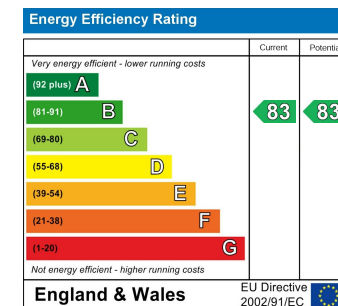 Energy Efficiency Rating
Current Potentia
Very energy efficient - lower running costs
(92 plus) A
(81-91) B 83 83
(69-80) C
(55-68) D
(39-54) E
(21-38) F
(1-20) G
Not energy efficient - higher running costs
England & Wales
EU Directive
2002/91/EC